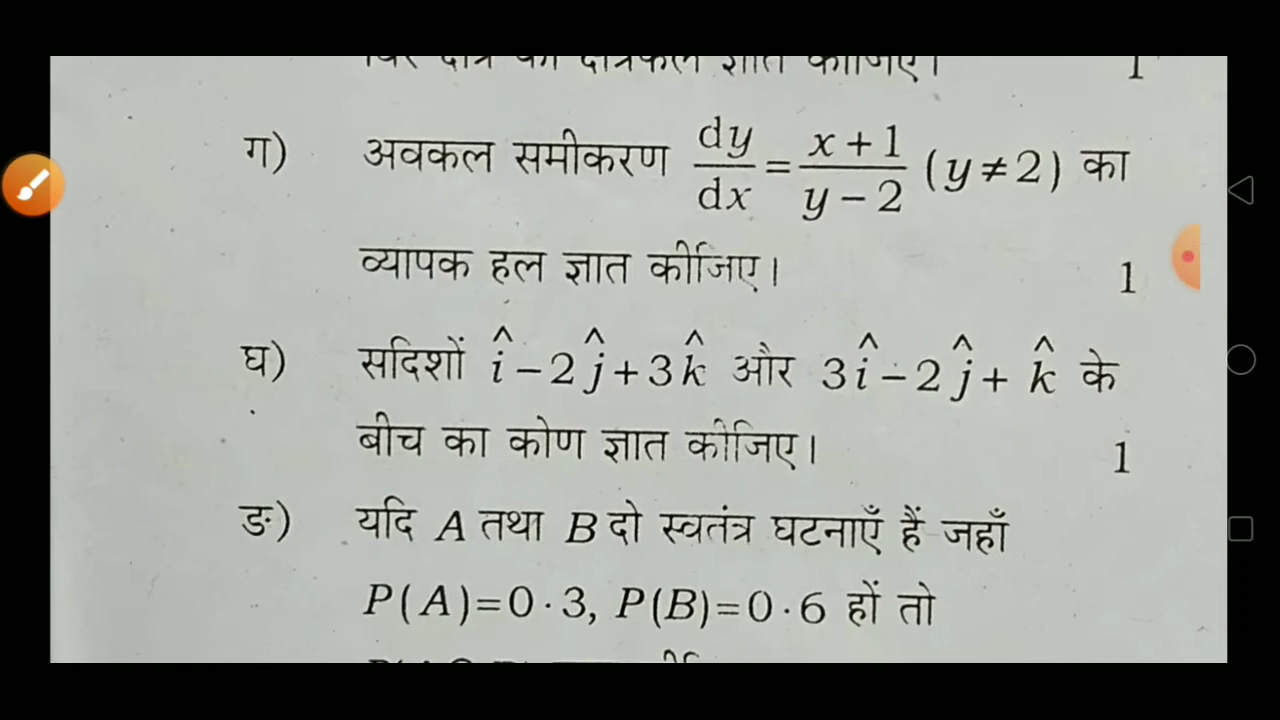 ज्ञात कीजिए। 1
ग) अवकल समीकरण dy/dx = x+1/y−2 (y≠2) का
व्यापक हल ज्ञात कीजिए। 1
घ) सदिशों î−2ĵ+3k̂ और 3î−2ĵ+k̂ के
बीच का कोण ज्ञात कीजिए। 1
ङ) यदि A तथा B दो स्वतंत्र घटनाएँ हैं जहाँ
P(A)=0·3, P(B)=0·6 हों तो